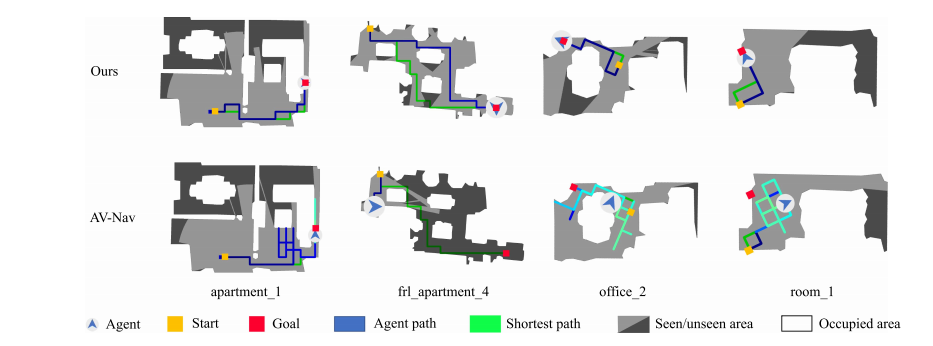 Ours
AV-Nav
apartment_1 frl_apartment_4 office_2 room_1
Agent Start Goal Agent path Shortest path Seen/unseen area Occupied area